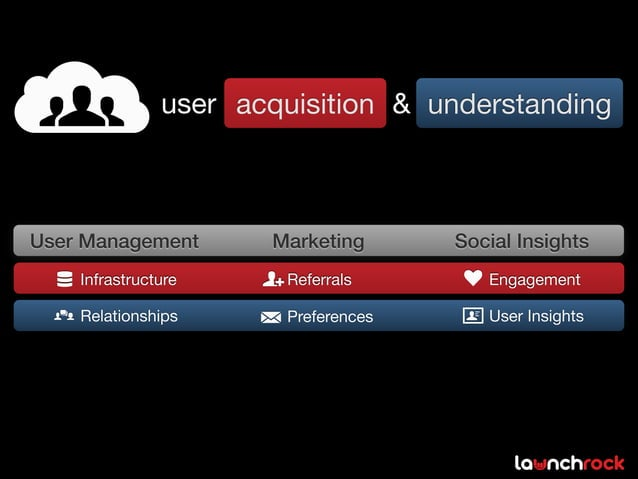 user acquisition & understanding
User Management Marketing Social Insights
Infrastructure Referrals Engagement
Relationships Preferences User Insights
launchrock